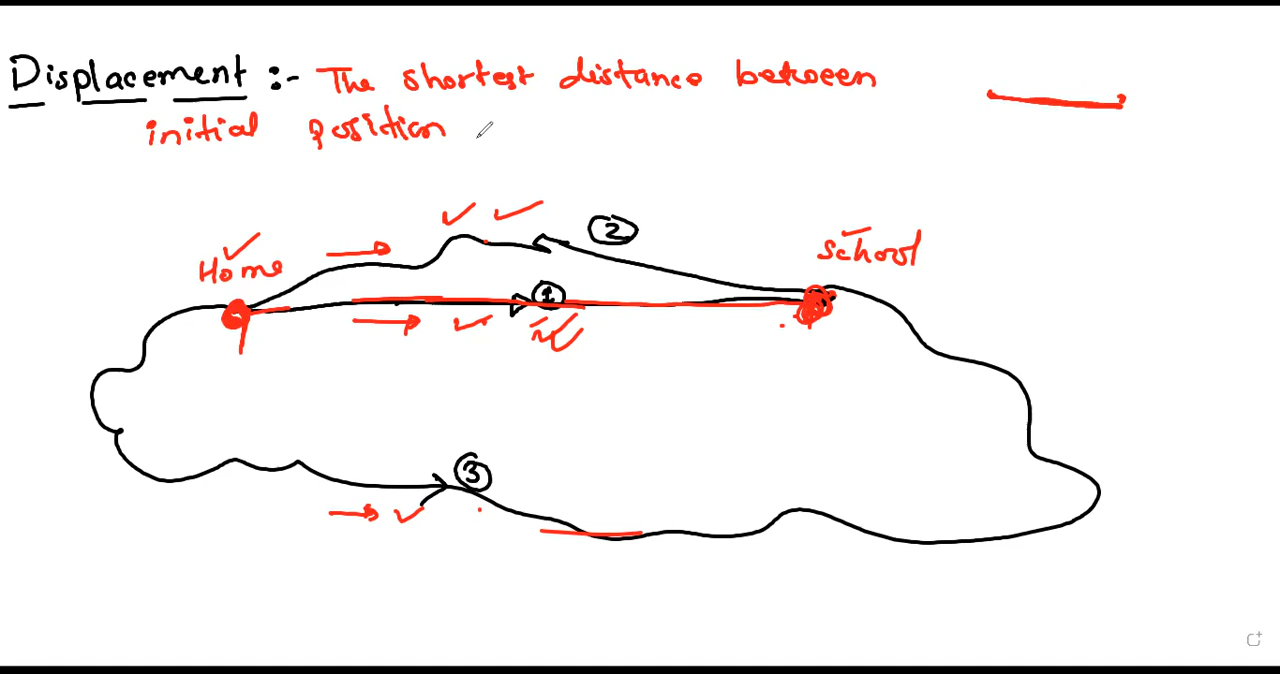 Displacement :- The shortest distance between
initial position
2
School
Home
1
3